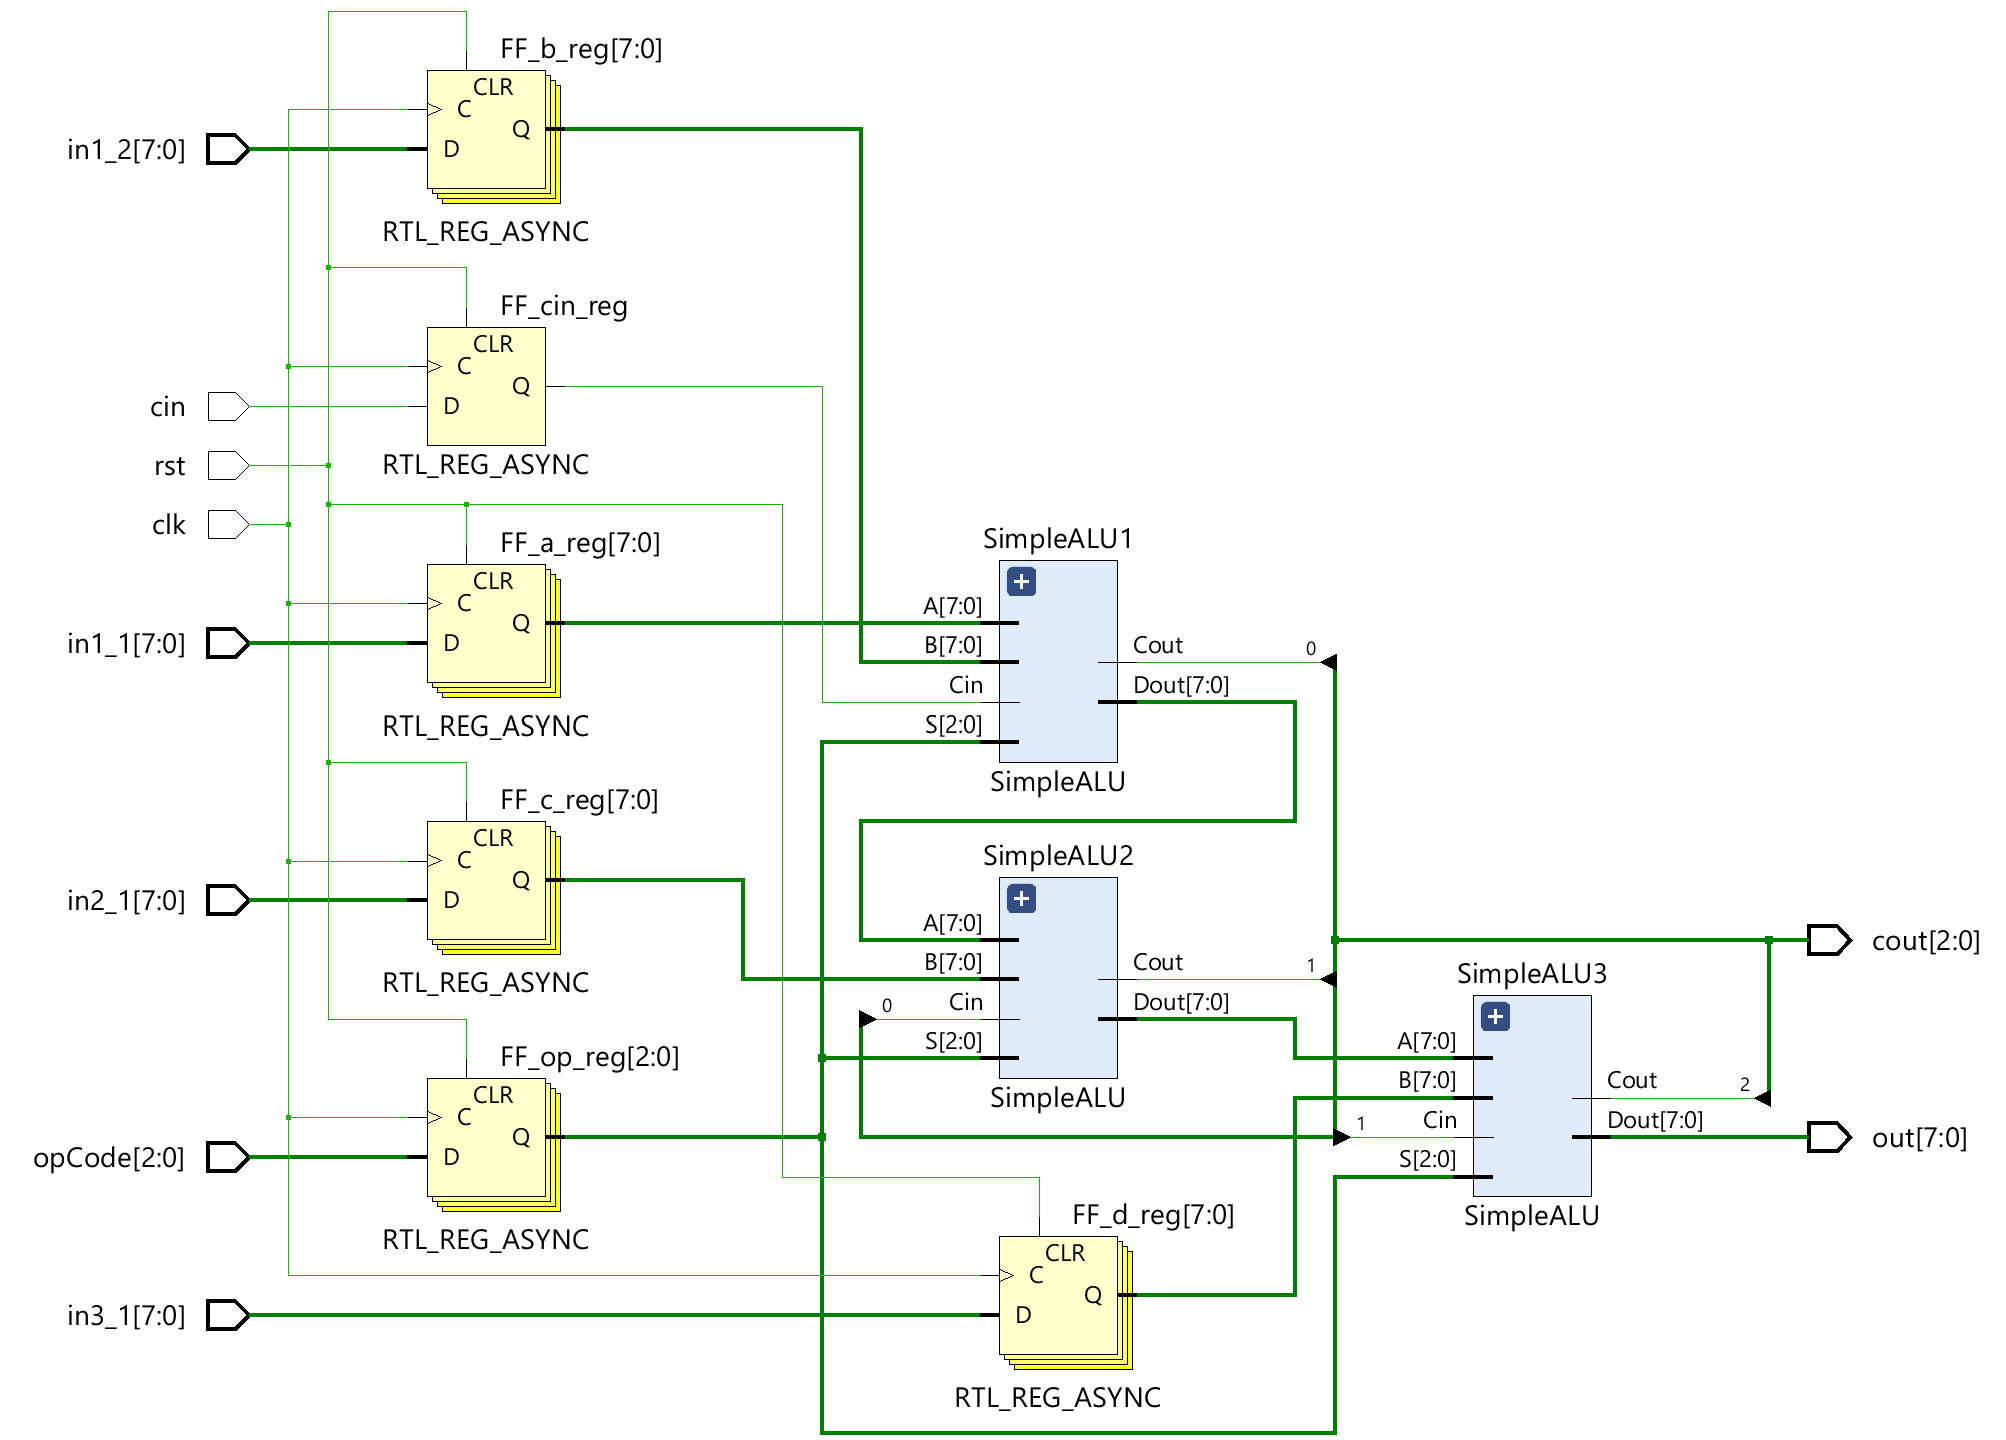 FF_b_reg[7:0]
CLR
C
Q
in1_2[7:0]
D
RTL_REG_ASYNC
FF_cin_reg
CLR
C
Q
cin
D
rst
RTL_REG_ASYNC
clk
FF_a_reg[7:0]
CLR
C
Q
in1_1[7:0]
D
RTL_REG_ASYNC
SimpleALU1
A[7:0]
B[7:0]
Cin
S[2:0]
Cout
0
Dout[7:0]
SimpleALU
FF_c_reg[7:0]
CLR
C
Q
in2_1[7:0]
D
RTL_REG_ASYNC
SimpleALU2
A[7:0]
B[7:0]
0
Cin
S[2:0]
Cout
1
Dout[7:0]
SimpleALU
cout[2:0]
FF_op_reg[2:0]
CLR
C
Q
opCode[2:0]
D
RTL_REG_ASYNC
SimpleALU3
A[7:0]
B[7:0]
1
Cin
S[2:0]
Cout
2
Dout[7:0]
out[7:0]
SimpleALU
FF_d_reg[7:0]
CLR
C
Q
in3_1[7:0]
D
RTL_REG_ASYNC